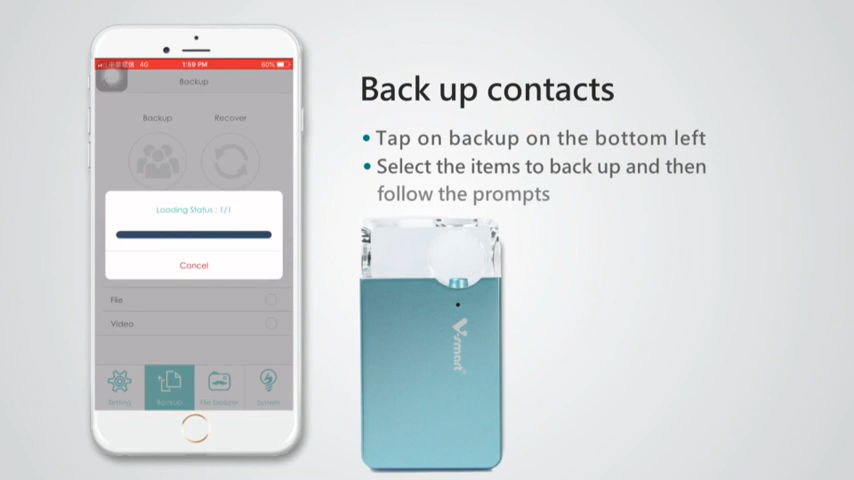 4G 1:59 PM 60%
Backup
Backup Recover
Loading Status : 1/1
Cancel
File
Video
Setting Backup File Explorer System
Back up contacts
• Tap on backup on the bottom left
• Select the items to back up and then
follow the prompts
V-smart